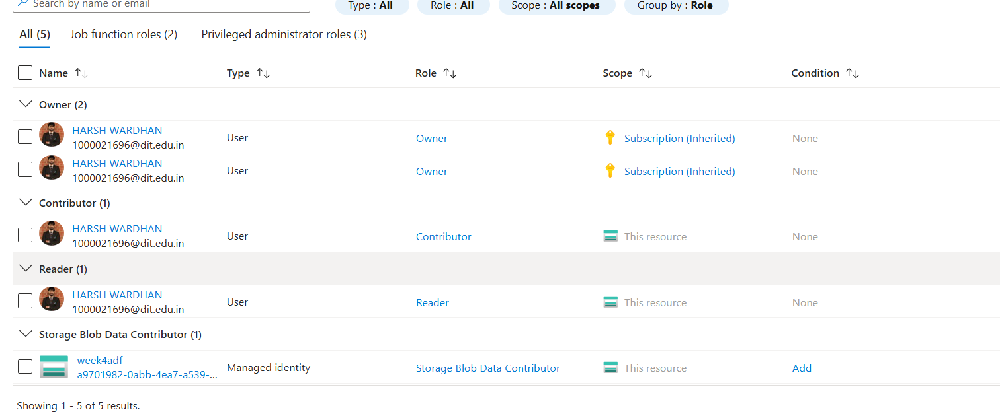 Search by name or email
Type : All
Role : All
Scope : All scopes
Group by : Role
All (5)
Job function roles (2)
Privileged administrator roles (3)
Name
Type
Role
Scope
Condition
Owner (2)
HARSH WARDHAN
1000021696@dit.edu.in
User
Owner
Subscription (Inherited)
None
HARSH WARDHAN
1000021696@dit.edu.in
User
Owner
Subscription (Inherited)
None
Contributor (1)
HARSH WARDHAN
1000021696@dit.edu.in
User
Contributor
This resource
None
Reader (1)
HARSH WARDHAN
1000021696@dit.edu.in
User
Reader
This resource
None
Storage Blob Data Contributor (1)
week4adf
a9701982-0abb-4ea7-a539-...
Managed identity
Storage Blob Data Contributor
This resource
Add
Showing 1 - 5 of 5 results.